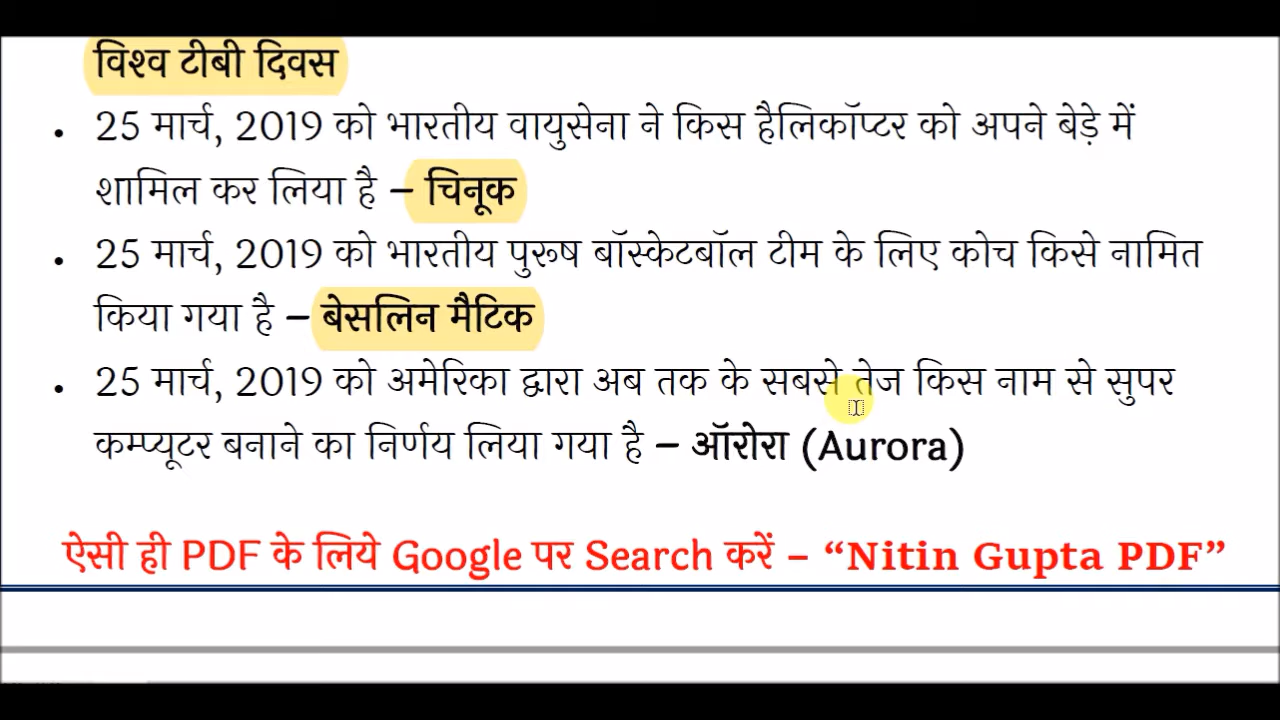 विश्व टीबी दिवस
• 25 मार्च, 2019 को भारतीय वायुसेना ने किस हैलिकॉप्टर को अपने बेड़े में
शामिल कर लिया है – चिनूक
• 25 मार्च, 2019 को भारतीय पुरूष बॉस्केटबॉल टीम के लिए कोच किसे नामित
किया गया है – बेसलिन मैटिक
• 25 मार्च, 2019 को अमेरिका द्वारा अब तक के सबसे तेज किस नाम से सुपर
कम्प्यूटर बनाने का निर्णय लिया गया है – ऑरोरा (Aurora)
ऐसी ही PDF के लिये Google पर Search करें – “Nitin Gupta PDF”